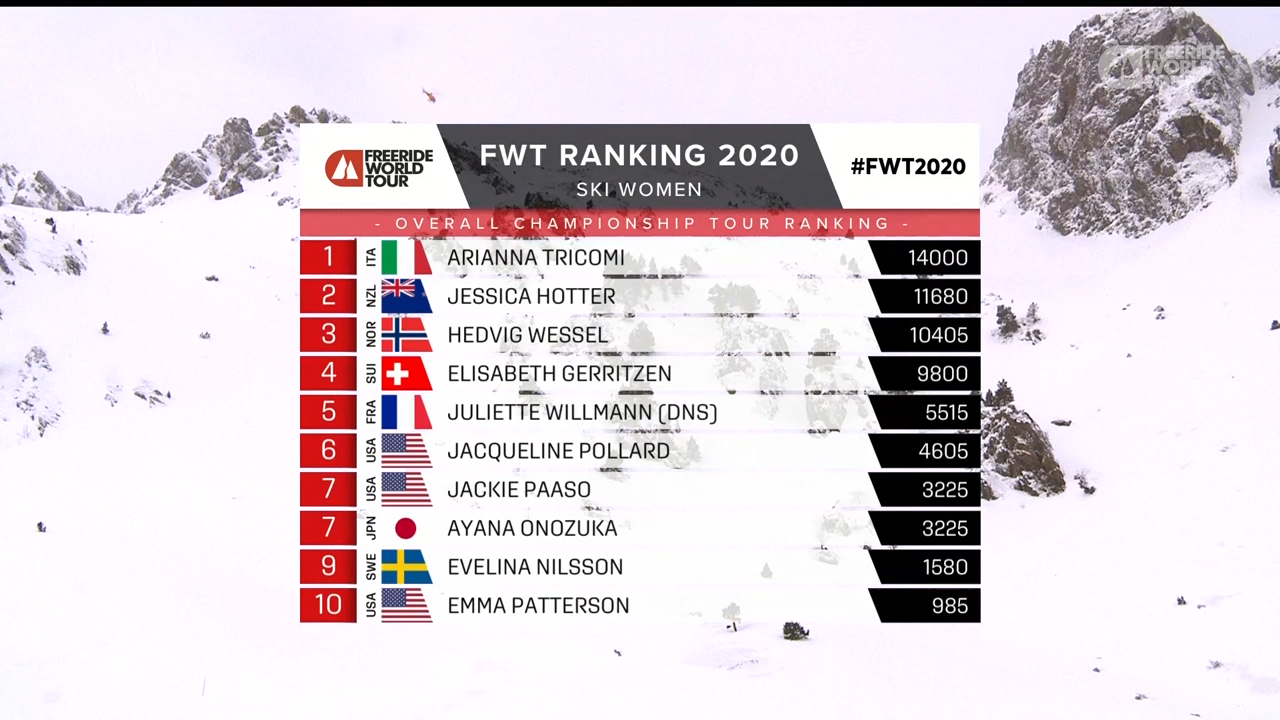 FREERIDE
WORLD
FREERIDE
WORLD
TOUR
FWT RANKING 2020
SKI WOMEN
#FWT2020
- OVERALL CHAMPIONSHIP TOUR RANKING -
1 ITA ARIANNA TRICOMI 14000
2 NZL JESSICA HOTTER 11680
3 NOR HEDVIG WESSEL 10405
4 SUI ELISABETH GERRITZEN 9800
5 FRA JULIETTE WILLMANN (DNS) 5515
6 USA JACQUELINE POLLARD 4605
7 USA JACKIE PAASO 3225
7 JPN AYANA ONOZUKA 3225
9 SWE EVELINA NILSSON 1580
10 USA EMMA PATTERSON 985